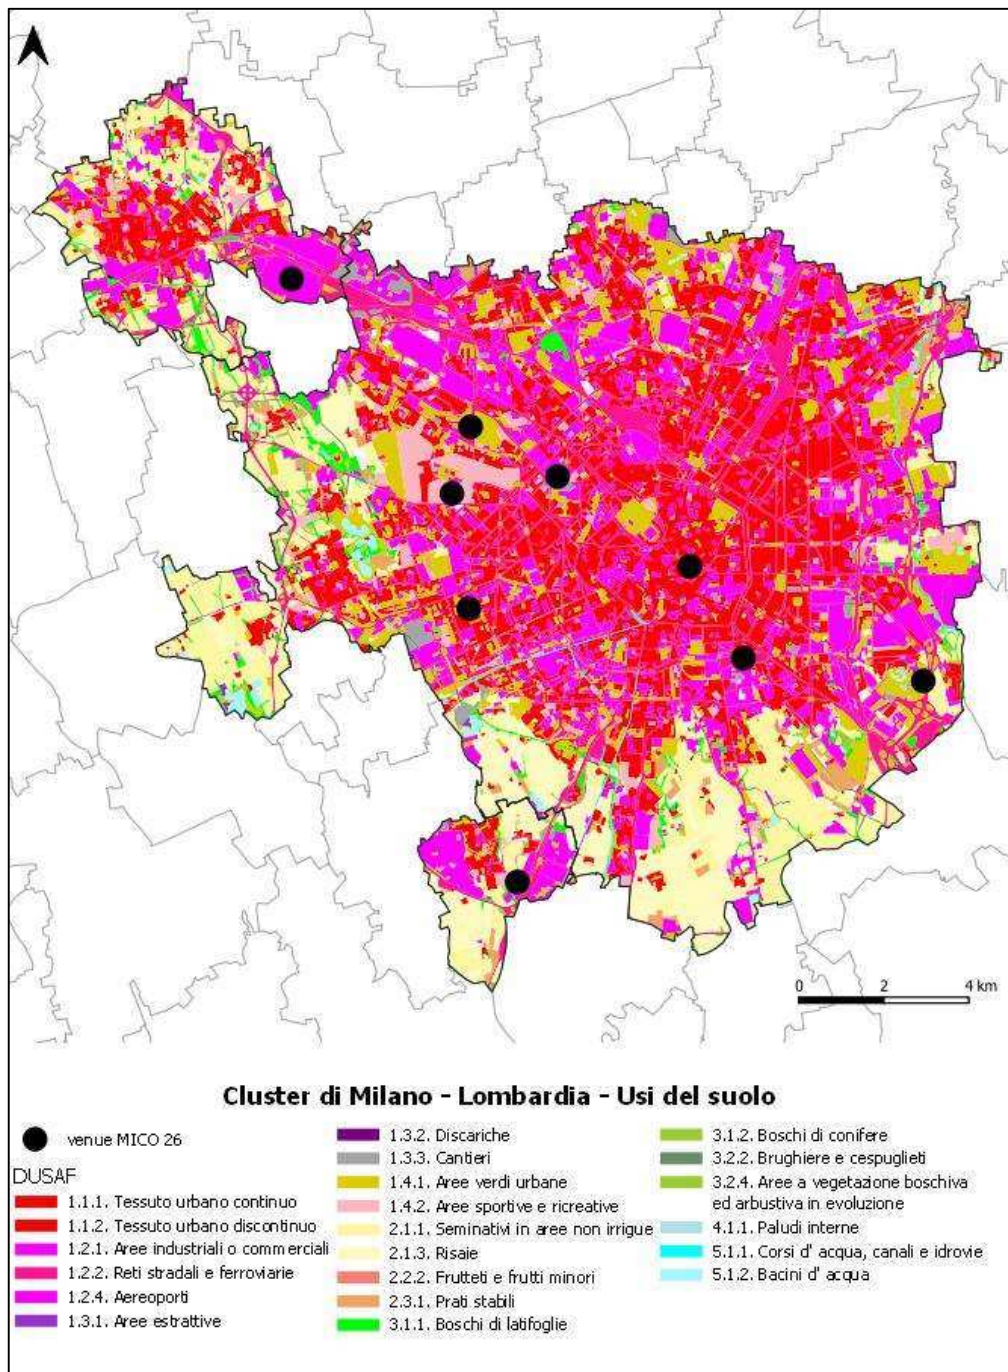 0 2 4 km
Cluster di Milano - Lombardia - Usi del suolo
venue MICO 26
DUSAF
1.1.1. Tessuto urbano continuo
1.1.2. Tessuto urbano discontinuo
1.2.1. Aree industriali o commerciali
1.2.2. Reti stradali e ferroviarie
1.2.4. Aereoporti
1.3.1. Aree estrattive
1.3.2. Discariche
1.3.3. Cantieri
1.4.1. Aree verdi urbane
1.4.2. Aree sportive e ricreative
2.1.1. Seminativi in aree non irrigue
2.1.3. Risaie
2.2.2. Frutteti e frutti minori
2.3.1. Prati stabili
3.1.1. Boschi di latifoglie
3.1.2. Boschi di conifere
3.2.2. Brughiere e cespuglieti
3.2.4. Aree a vegetazione boschiva
ed arbustiva in evoluzione
4.1.1. Paludi interne
5.1.1. Corsi d' acqua, canali e idrovie
5.1.2. Bacini d' acqua